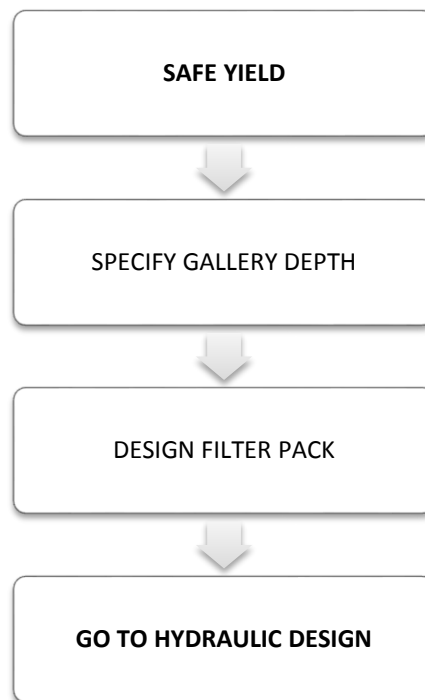 SAFE YIELD
SPECIFY GALLERY DEPTH
DESIGN FILTER PACK
GO TO HYDRAULIC DESIGN